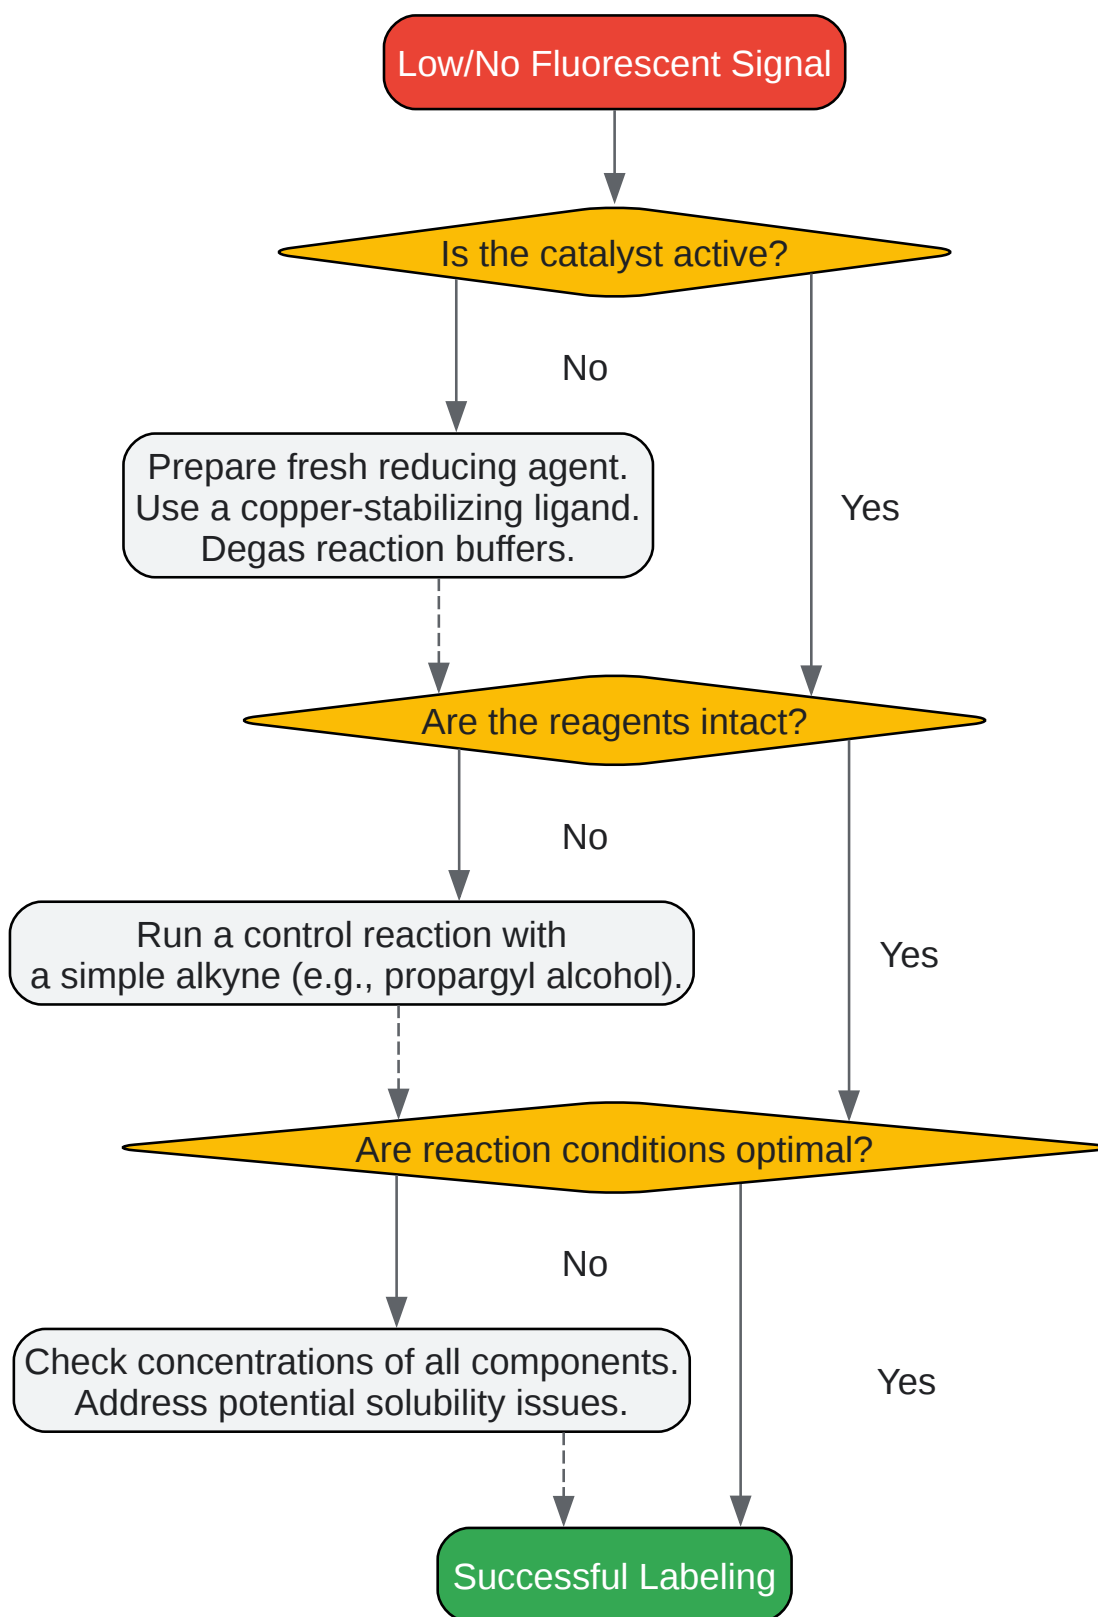 Low/No Fluorescent Signal
Is the catalyst active?
No
Prepare fresh reducing agent.
Use a copper-stabilizing ligand.
Degas reaction buffers.
Yes
Are the reagents intact?
No
Run a control reaction with
a simple alkyne (e.g., propargyl alcohol).
Yes
Are reaction conditions optimal?
No
Check concentrations of all components.
Address potential solubility issues.
Yes
Successful Labeling